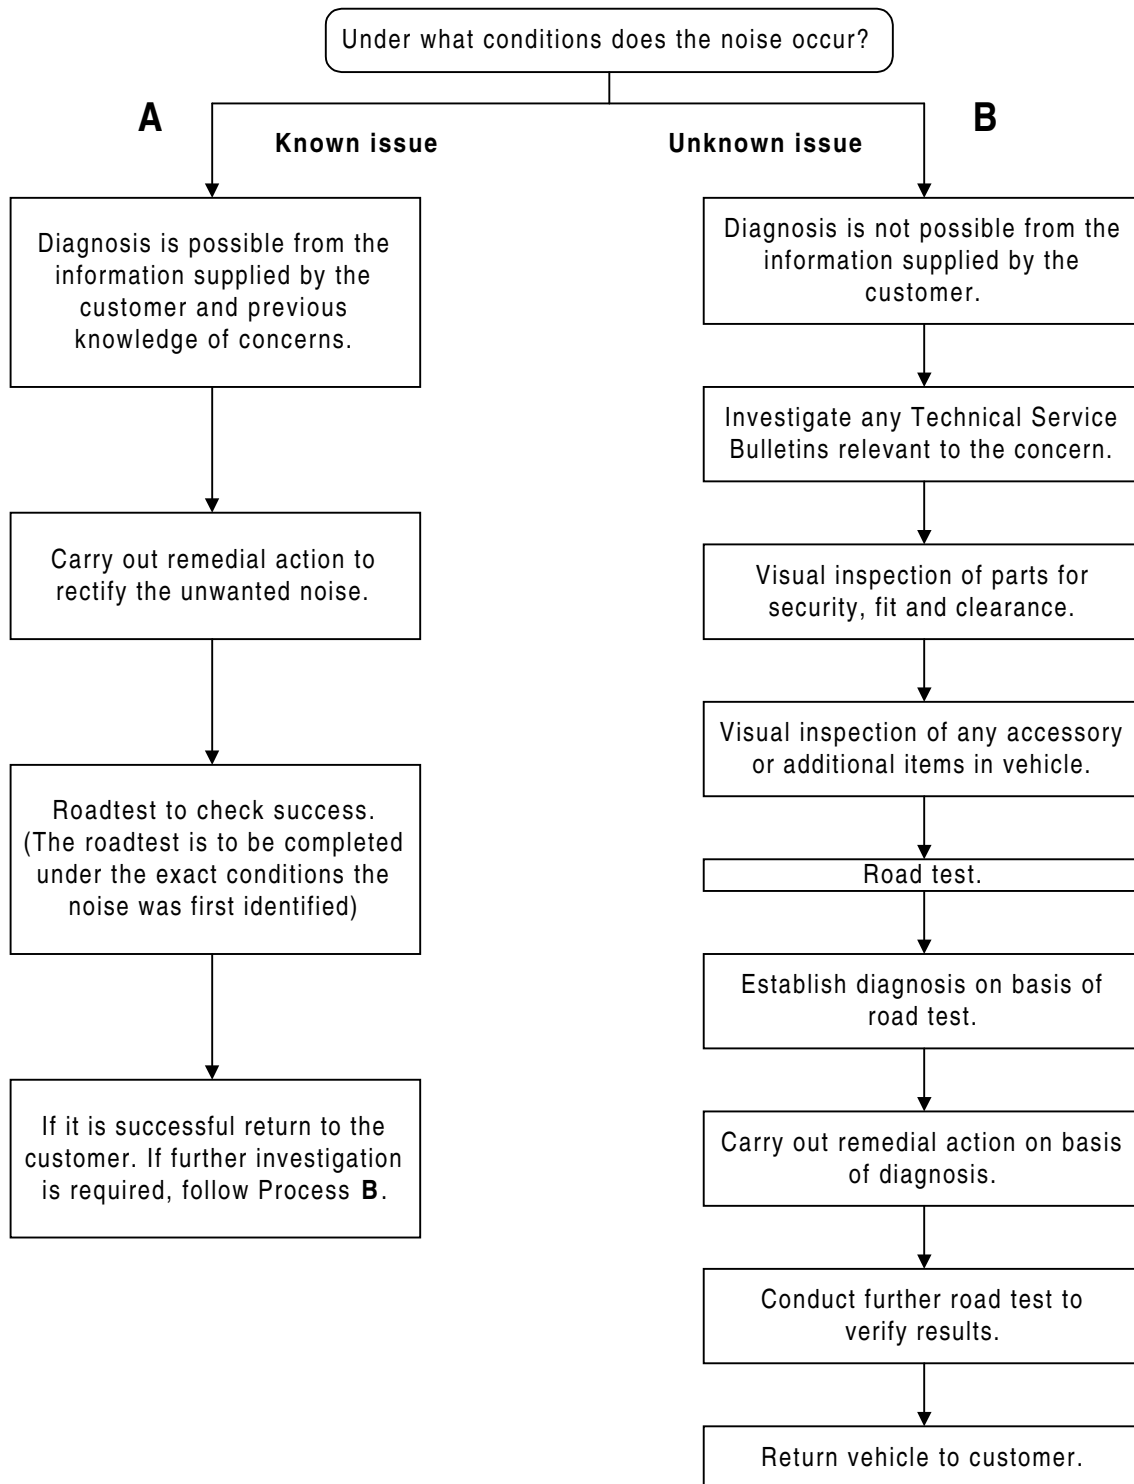 Under what conditions does the noise occur?
A
Known issue
Diagnosis is possible from the
information supplied by the
customer and previous
knowledge of concerns.
Carry out remedial action to
rectify the unwanted noise.
Roadtest to check success.
(The roadtest is to be completed
under the exact conditions the
noise was first identified)
If it is successful return to the
customer. If further investigation
is required, follow Process B.
B
Unknown issue
Diagnosis is not possible from the
information supplied by the
customer.
Investigate any Technical Service
Bulletins relevant to the concern.
Visual inspection of parts for
security, fit and clearance.
Visual inspection of any accessory
or additional items in vehicle.
Road test.
Establish diagnosis on basis of
road test.
Carry out remedial action on basis
of diagnosis.
Conduct further road test to
verify results.
Return vehicle to customer.